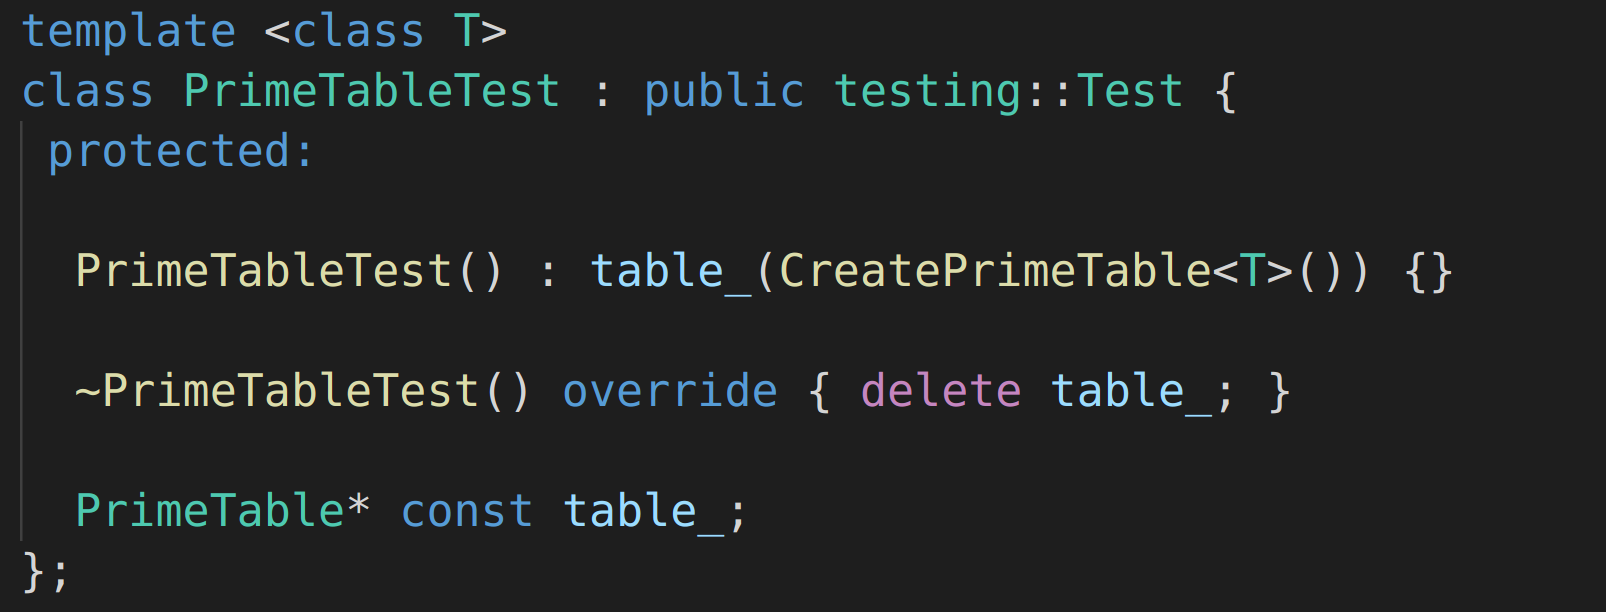 template <class T>
class PrimeTableTest : public testing::Test {
 protected:

  PrimeTableTest() : table_(CreatePrimeTable<T>()) {}

  ~PrimeTableTest() override { delete table_; }

  PrimeTable* const table_;
};